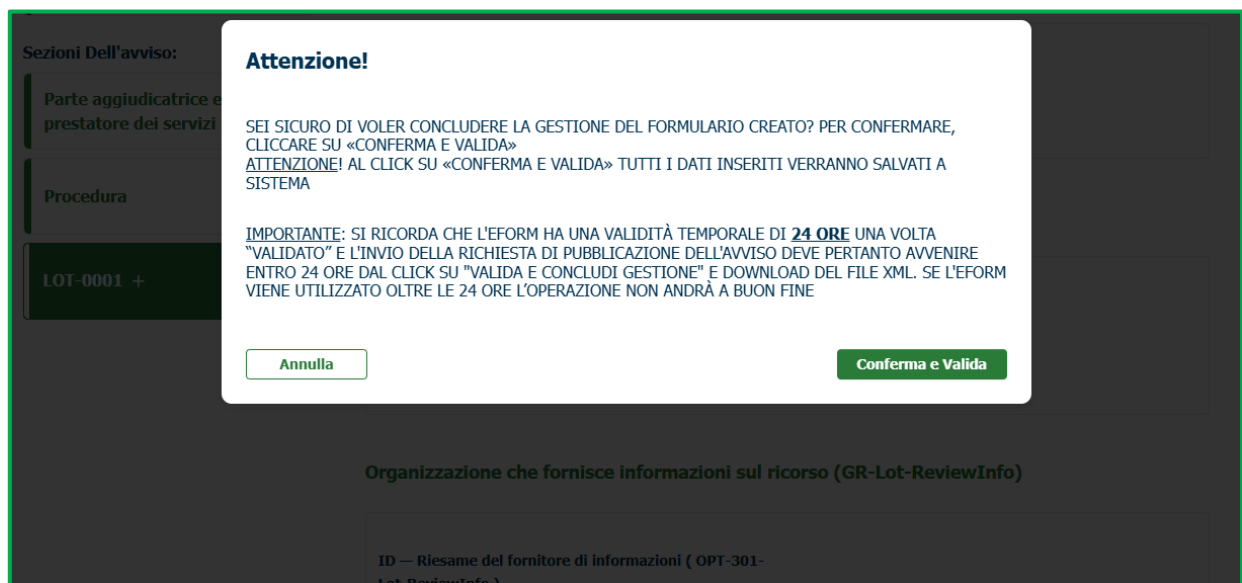 Sezioni Dell'avviso:
Parte aggiudicatrice e
prestatore dei servizi
Procedura
LOT-0001 +
Attenzione!
SEI SICURO DI VOLER CONCLUDERE LA GESTIONE DEL FORMULARIO CREATO? PER CONFERMARE,
CLICCARE SU «CONFERMA E VALIDA»
ATTENZIONE! AL CLICK SU «CONFERMA E VALIDA» TUTTI I DATI INSERITI VERRANNO SALVATI A
SISTEMA
IMPORTANTE: SI RICORDA CHE L'EFORM HA UNA VALIDITÀ TEMPORALE DI 24 ORE UNA VOLTA
“VALIDATO” E L'INVIO DELLA RICHIESTA DI PUBBLICAZIONE DELL'AVVISO DEVE PERTANTO AVVENIRE
ENTRO 24 ORE DAL CLICK SU "VALIDA E CONCLUDI GESTIONE" E DOWNLOAD DEL FILE XML. SE L'EFORM
VIENE UTILIZZATO OLTRE LE 24 ORE L’OPERAZIONE NON ANDRÀ A BUON FINE
Annulla
Conferma e Valida
Organizzazione che fornisce informazioni sul ricorso (GR-Lot-ReviewInfo)
ID — Riesame del fornitore di informazioni ( OPT-301-
Lot-ReviewInfo )